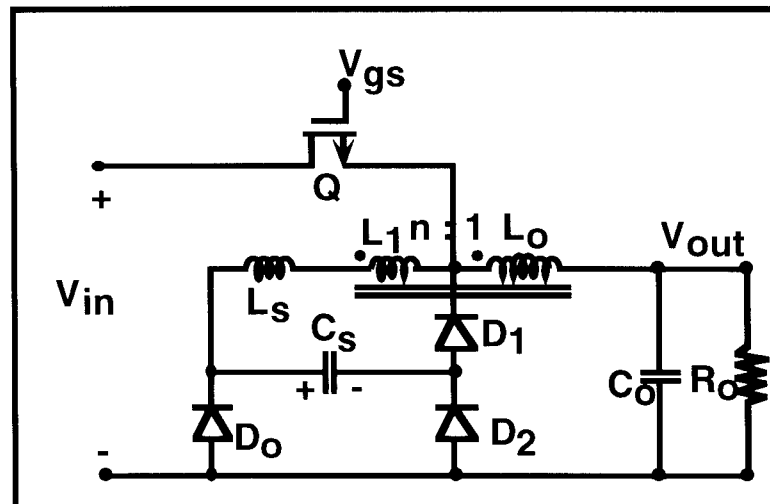 Vgs
Q
+
L1 n : 1 Lo
Vout
Vin
Ls
Cs
D1
+ -
Co
Ro
Do
D2
-